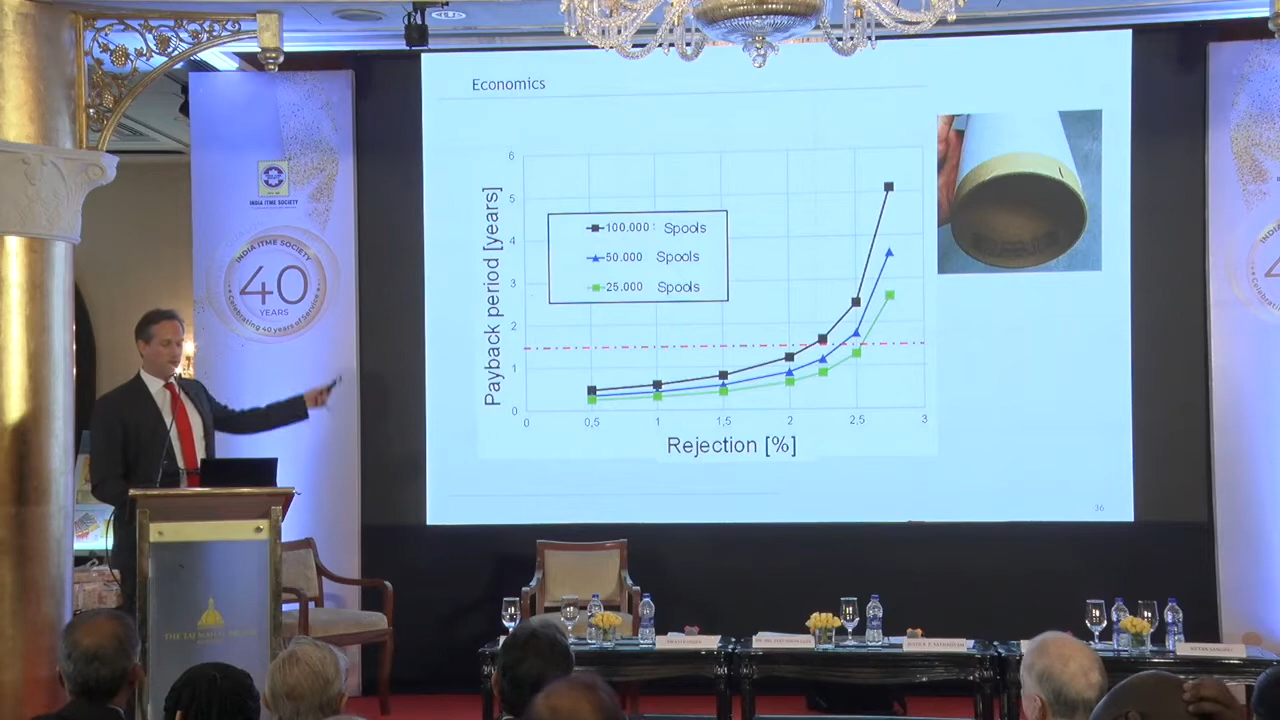 Economics
Payback period [years]
6
5
4
3
2
1
0
0
0,5
1
1,5
2
2,5
3
Rejection [%]
100.000 Spools
50.000 Spools
25.000 Spools
36
INDIA ITME SOCIETY
INDIA ITME SOCIETY
40
YEARS
Celebrating 40 years of Service
THE TAJ MAHAL